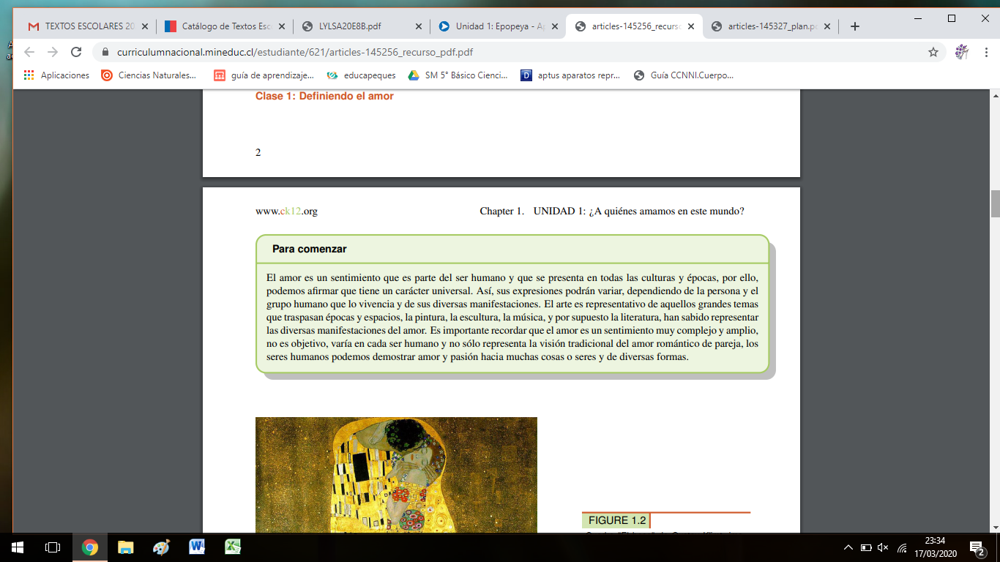 TEXTOS ESCOLARES 20
Catálogo de Textos Esc
LYLSA20E8B.pdf
Unidad 1: Epopeya - Ap
articles-145256_recurso
articles-145327_plan.p
curriculumnacional.mineduc.cl/estudiante/621/articles-145256_recurso_pdf.pdf
Aplicaciones
Ciencias Naturales...
guía de aprendizaje...
educapeques
SM 5° Básico Cienci...
aptus aparatos repr...
Guía CCNNI.Cuerpo...
Clase 1: Definiendo el amor
2
www.ck12.org
Chapter 1. UNIDAD 1: ¿A quiénes amamos en este mundo?
Para comenzar
El amor es un sentimiento que es parte del ser humano y que se presenta en todas las culturas y épocas, por ello,
podemos afirmar que tiene un carácter universal. Así, sus expresiones podrán variar, dependiendo de la persona y el
grupo humano que lo vivencia y de sus diversas manifestaciones. El arte es representativo de aquellos grandes temas
que traspasan épocas y espacios, la pintura, la escultura, la música, y por supuesto la literatura, han sabido representar
las diversas manifestaciones del amor. Es importante recordar que el amor es un sentimiento muy complejo y amplio,
no es objetivo, varía en cada ser humano y no sólo representa la visión tradicional del amor romántico de pareja, los
seres humanos podemos demostrar amor y pasión hacia muchas cosas o seres y de diversas formas.
FIGURE 1.2
23:34
17/03/2020
2